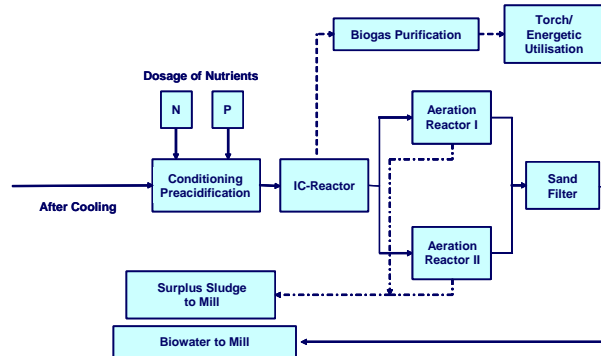 Biogas Purification
Torch/
Energetic
Utilisation
Dosage of Nutrients
N
P
Aeration
Reactor I
Conditioning
Preacidification
IC-Reactor
Sand
Filter
After Cooling
Aeration
Reactor II
Surplus Sludge
to Mill
Biowater to Mill